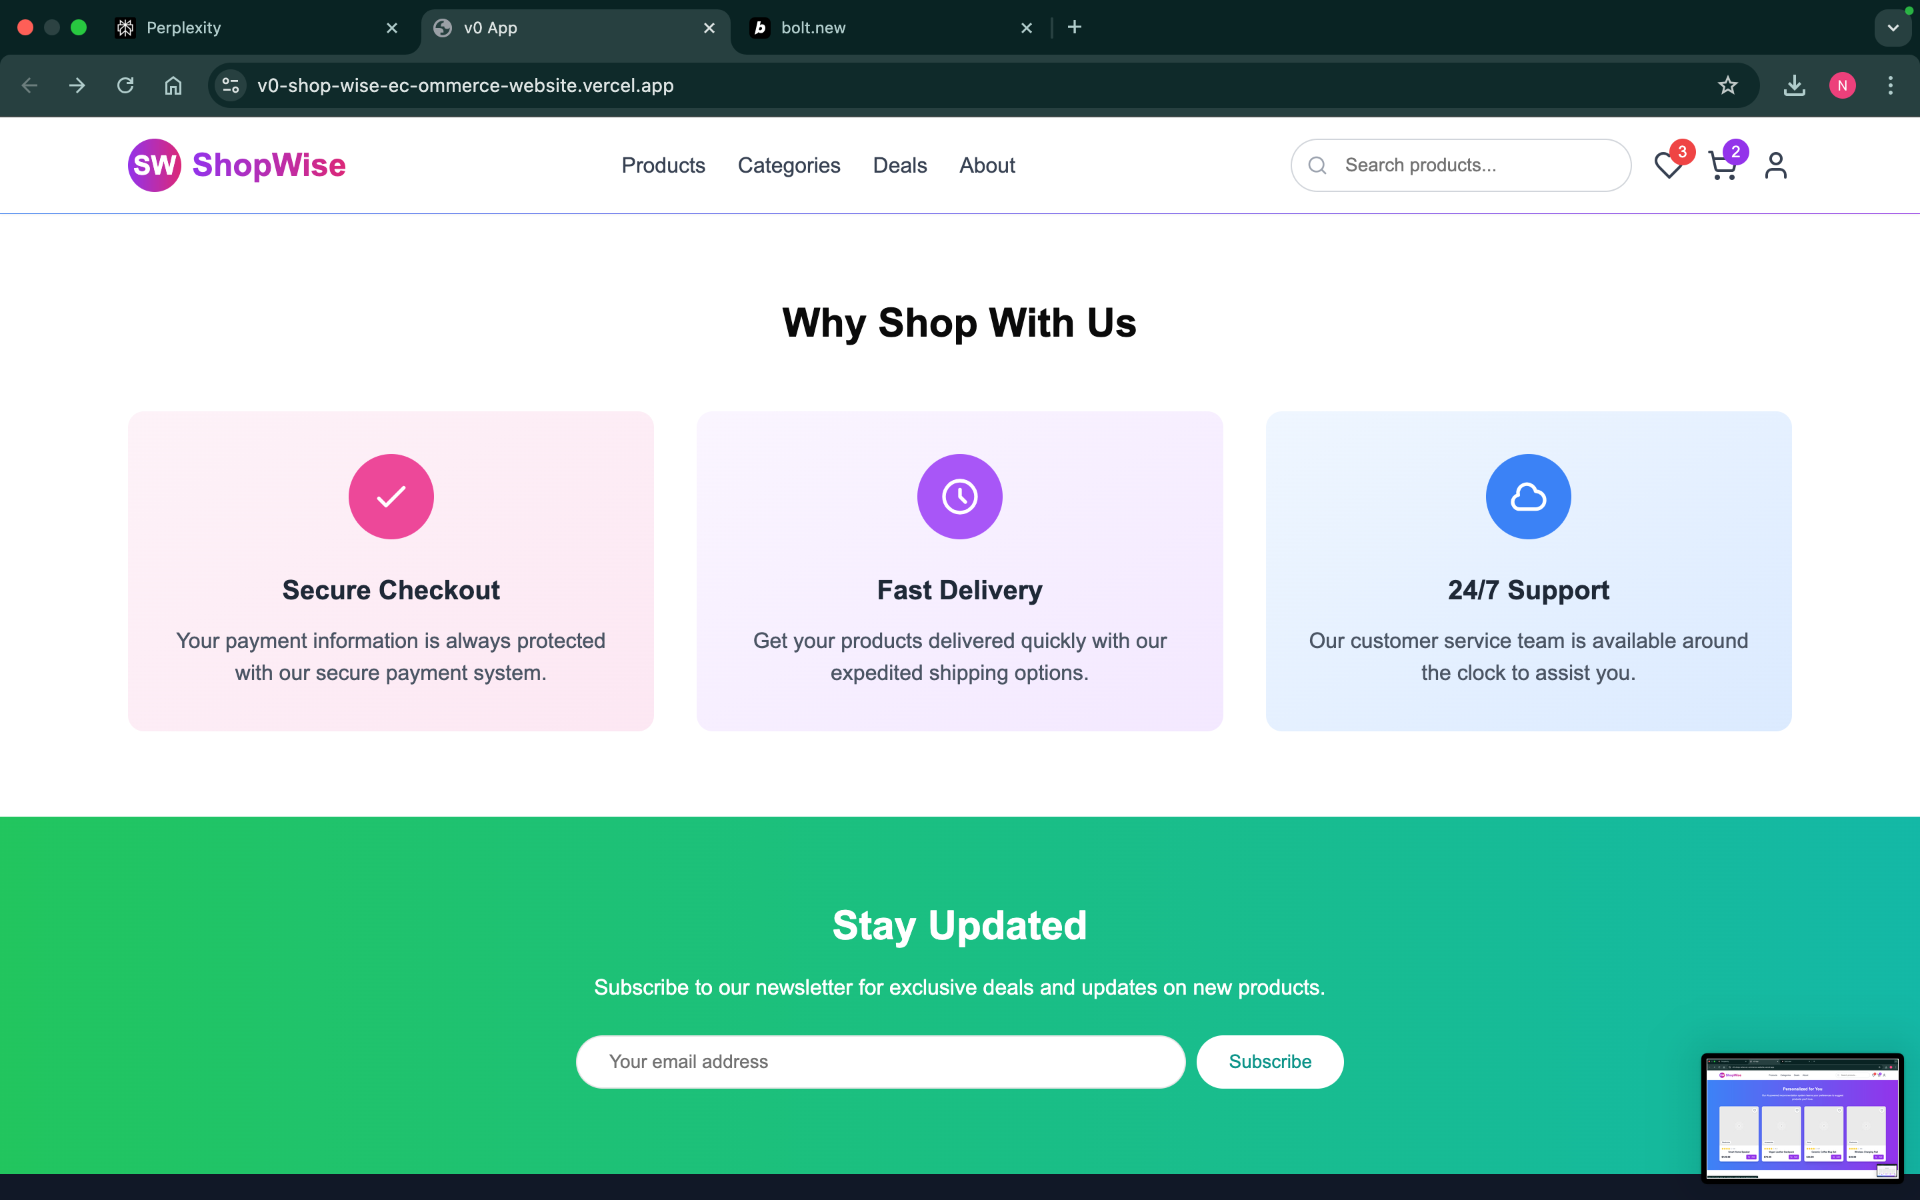 Perplexity
v0 App
bolt.new
v0-shop-wise-ec-ommerce-website.vercel.app
N
SW ShopWise
Products
Categories
Deals
About
Search products...
3
2
Why Shop With Us
Secure Checkout
Your payment information is always protected
with our secure payment system.
Fast Delivery
Get your products delivered quickly with our
expedited shipping options.
24/7 Support
Our customer service team is available around
the clock to assist you.
Stay Updated
Subscribe to our newsletter for exclusive deals and updates on new products.
Your email address
Subscribe
ShopWise
Personalized for You